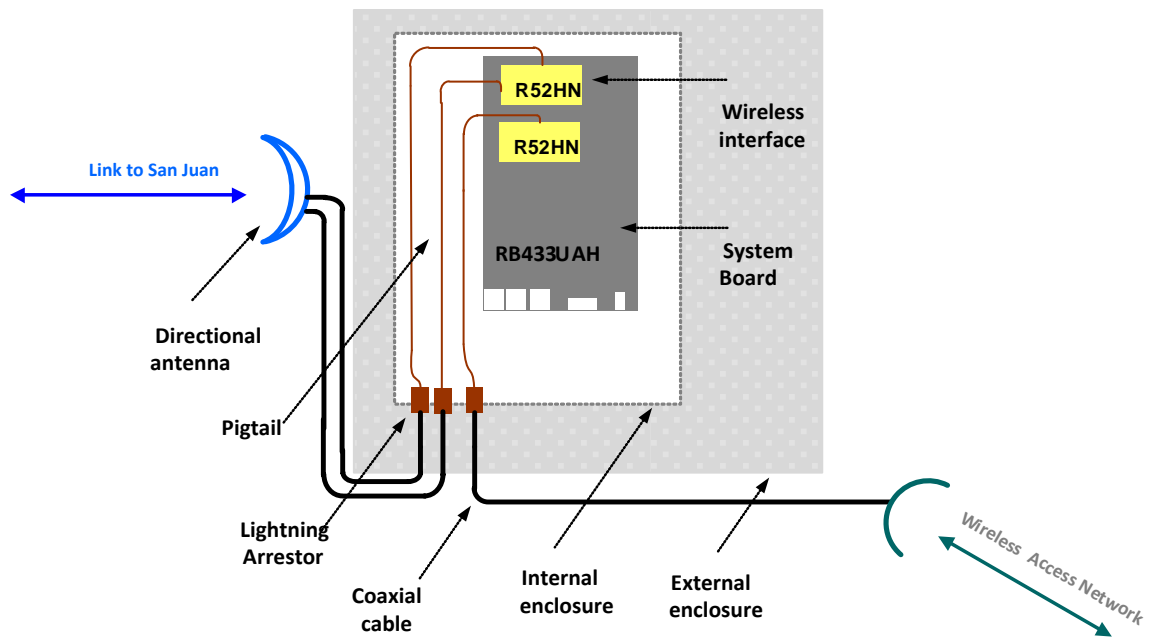 R52HN
Wireless
interface
R52HN
Link to San Juan
RB433UAH
System
Board
Directional
antenna
Pigtail
Lightning
Arrestor
Coaxial
cable
Internal
enclosure
External
enclosure
Wireless Access Network